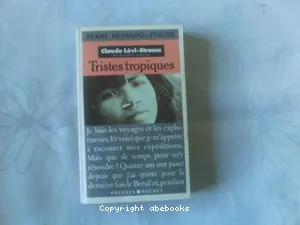 TERRE HUMAINE - POCHE
Claude Lévi-Strauss
Tristes tropiques
Je hais les voyages et les explo-
rateurs. Et voici que je m'apprête
à raconter mes expéditions.
Mais que de temps pour m'y
résoudre ! Quinze ans ont passé
depuis que j'ai quitté pour la
dernière fois le Brésil et, pendant
PRESSES POCKET
Copyright @ abebooks